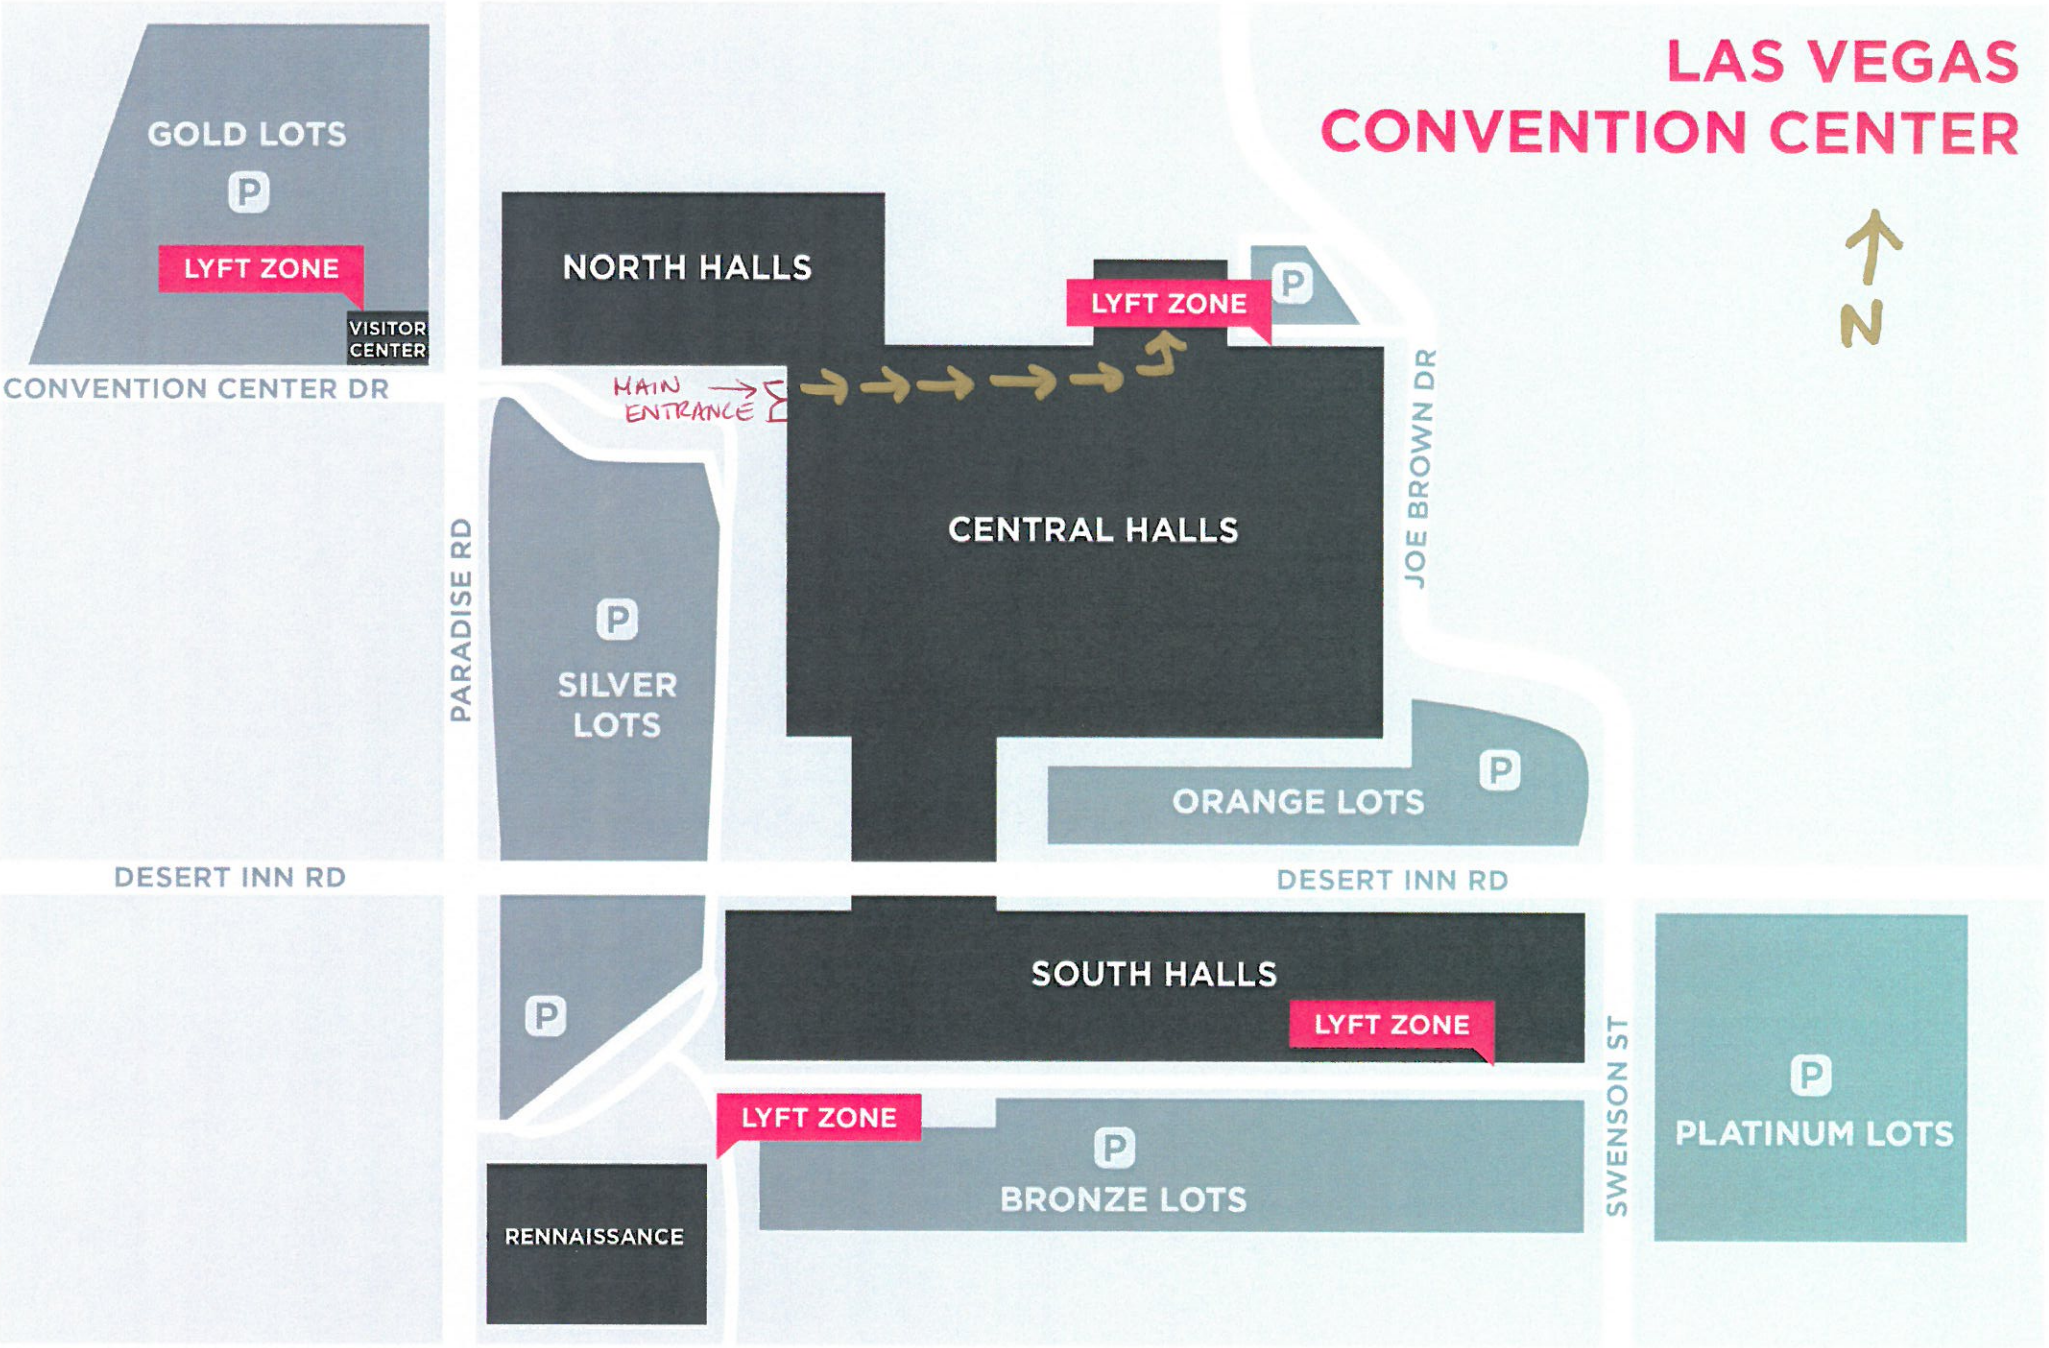 LAS VEGAS
CONVENTION CENTER
N
GOLD LOTS
P
LYFT ZONE
VISITOR
CENTER
NORTH HALLS
LYFT ZONE
P
CONVENTION CENTER DR
MAIN
ENTRANCE
JOE BROWN DR
CENTRAL HALLS
PARADISE RD
P
SILVER
LOTS
P
ORANGE LOTS
DESERT INN RD
DESERT INN RD
SOUTH HALLS
LYFT ZONE
P
SWENSON ST
P
PLATINUM LOTS
LYFT ZONE
P
BRONZE LOTS
RENNAISSANCE